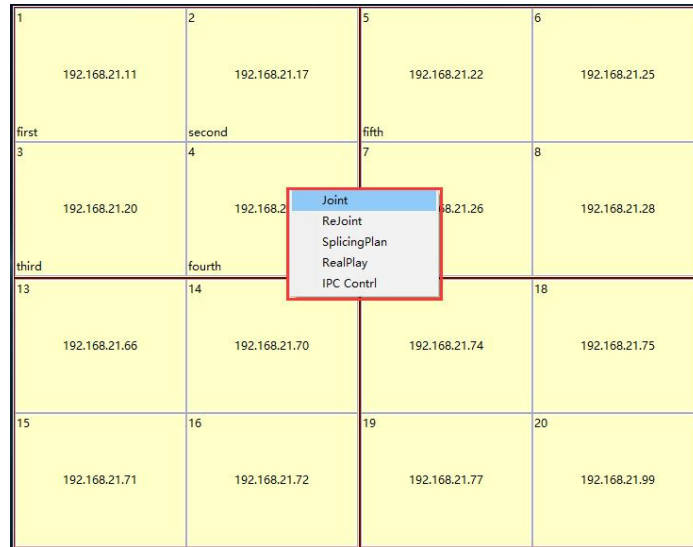 1 2 5 6
192.168.21.11 192.168.21.17 192.168.22.22 192.168.21.25
first second fifth
3 4 7 8
192.168.21.20 192.168.2 68.21.26 192.168.21.28
third fourth
Joint
ReJoint
SplicingPlan
RealPlay
IPC Contrl
13 14 18
192.168.21.66 192.168.21.70 192.168.21.74 192.168.21.75
15 16 19 20
192.168.21.71 192.168.21.72 192.168.21.77 192.168.21.99